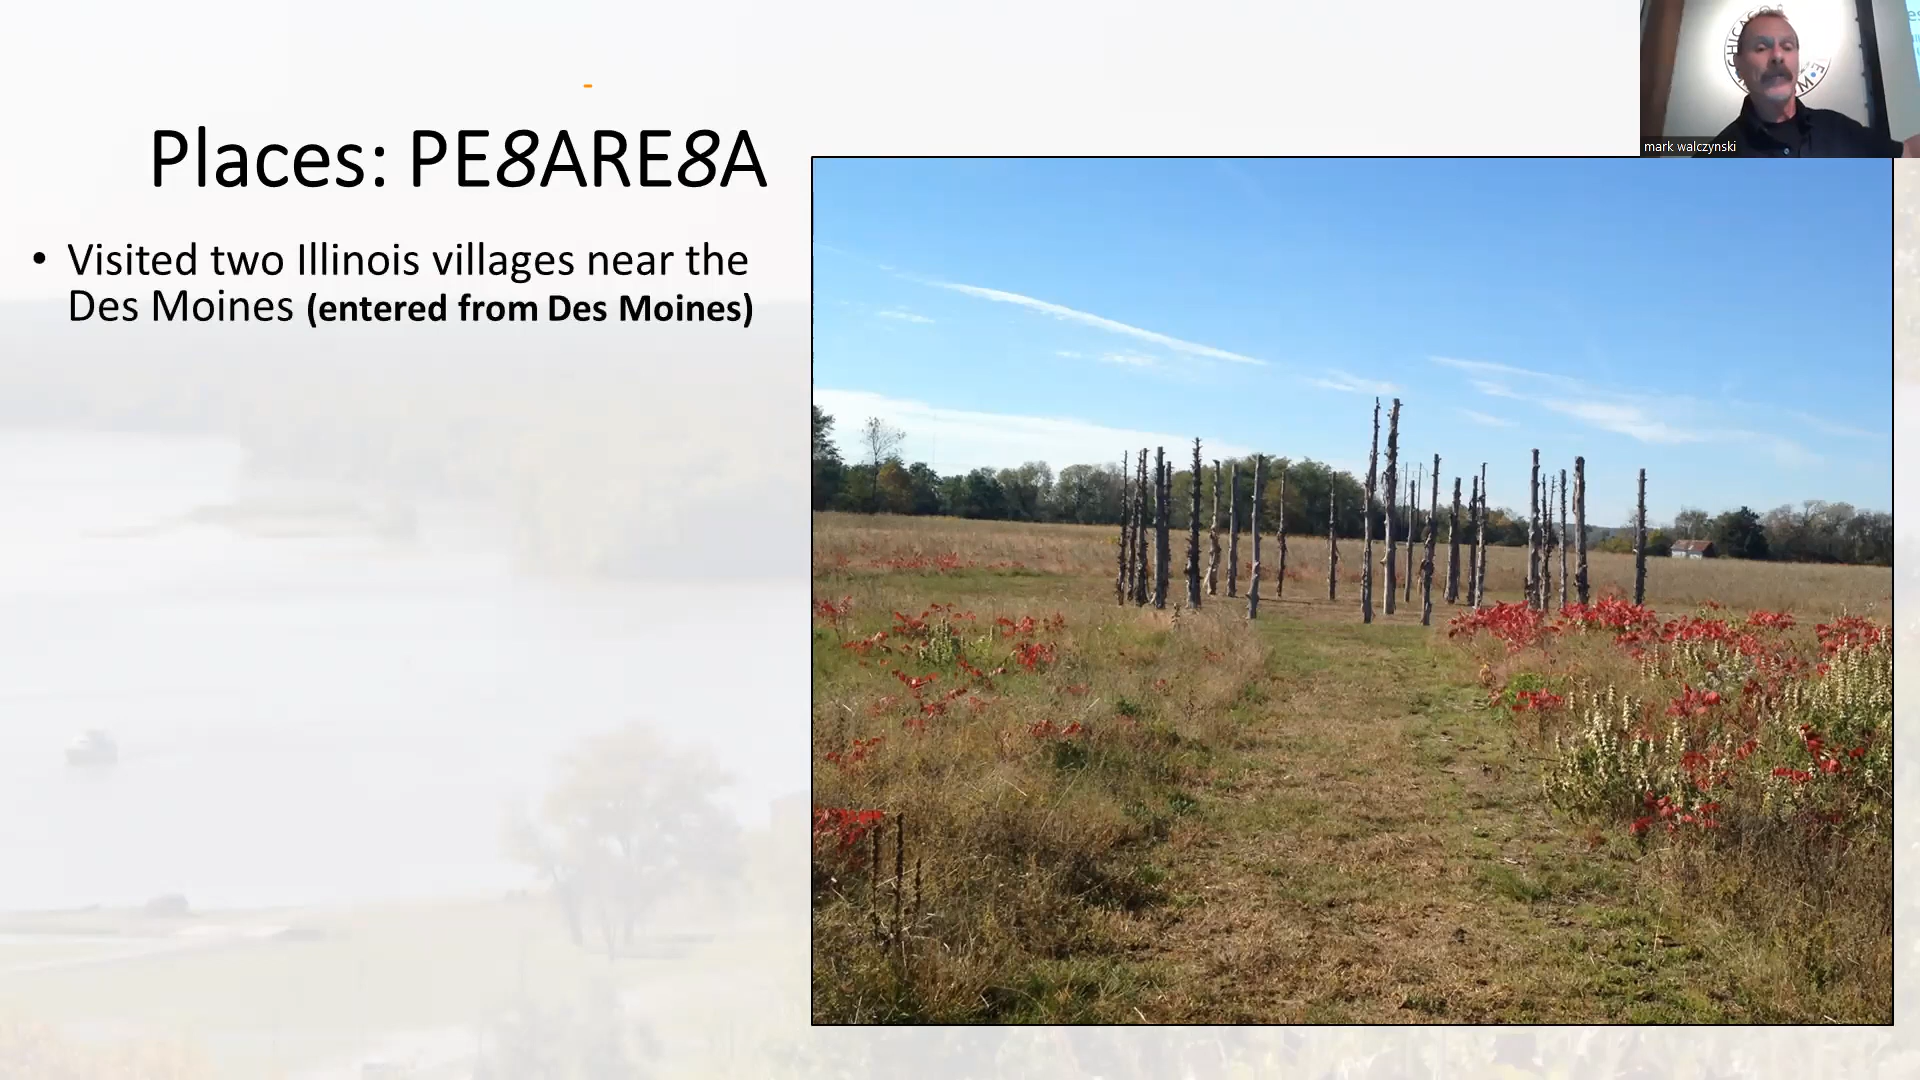 Places: PE8ARE8A
• Visited two Illinois villages near the
Des Moines (entered from Des Moines)
mark walczynski